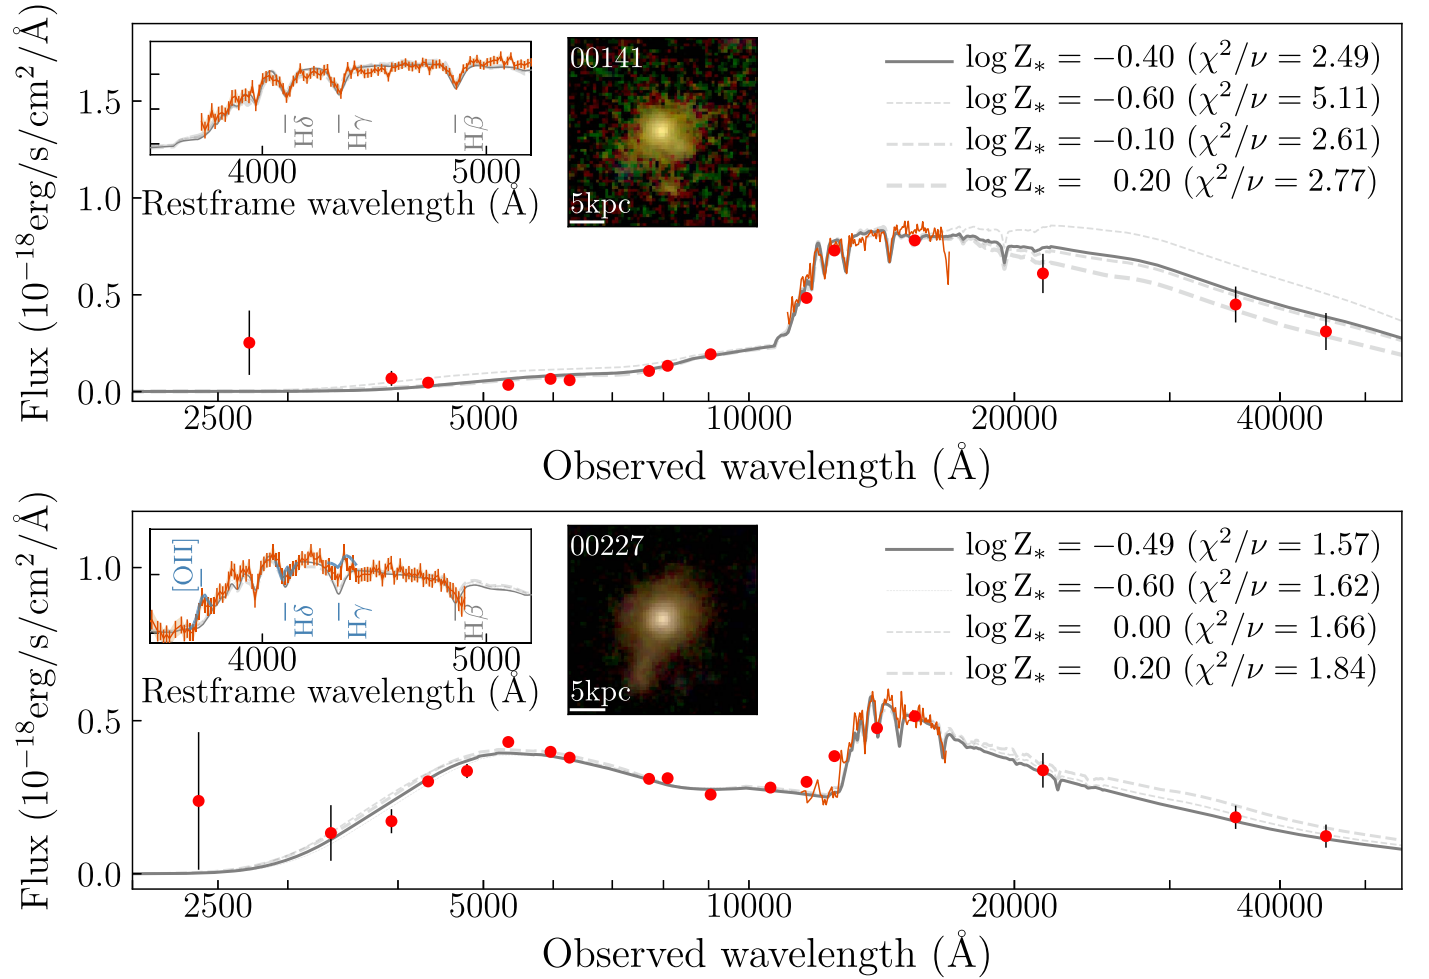 Flux (10⁻¹⁸erg/s/cm²/Å)
1.5
1.0
0.5
0.0
Hδ
Hγ
Hβ
4000 5000
Restframe wavelength (Å)
00141
5kpc
log Z∗ = −0.40 (χ²/ν = 2.49)
log Z∗ = −0.60 (χ²/ν = 5.11)
log Z∗ = −0.10 (χ²/ν = 2.61)
log Z∗ = 0.20 (χ²/ν = 2.77)
2500 5000 10000 20000 40000
Observed wavelength (Å)
Flux (10⁻¹⁸erg/s/cm²/Å)
1.0
0.5
0.0
[OII]
Hδ
Hγ
Hβ
4000 5000
Restframe wavelength (Å)
00227
5kpc
log Z∗ = −0.49 (χ²/ν = 1.57)
log Z∗ = −0.60 (χ²/ν = 1.62)
log Z∗ = 0.00 (χ²/ν = 1.66)
log Z∗ = 0.20 (χ²/ν = 1.84)
2500 5000 10000 20000 40000
Observed wavelength (Å)